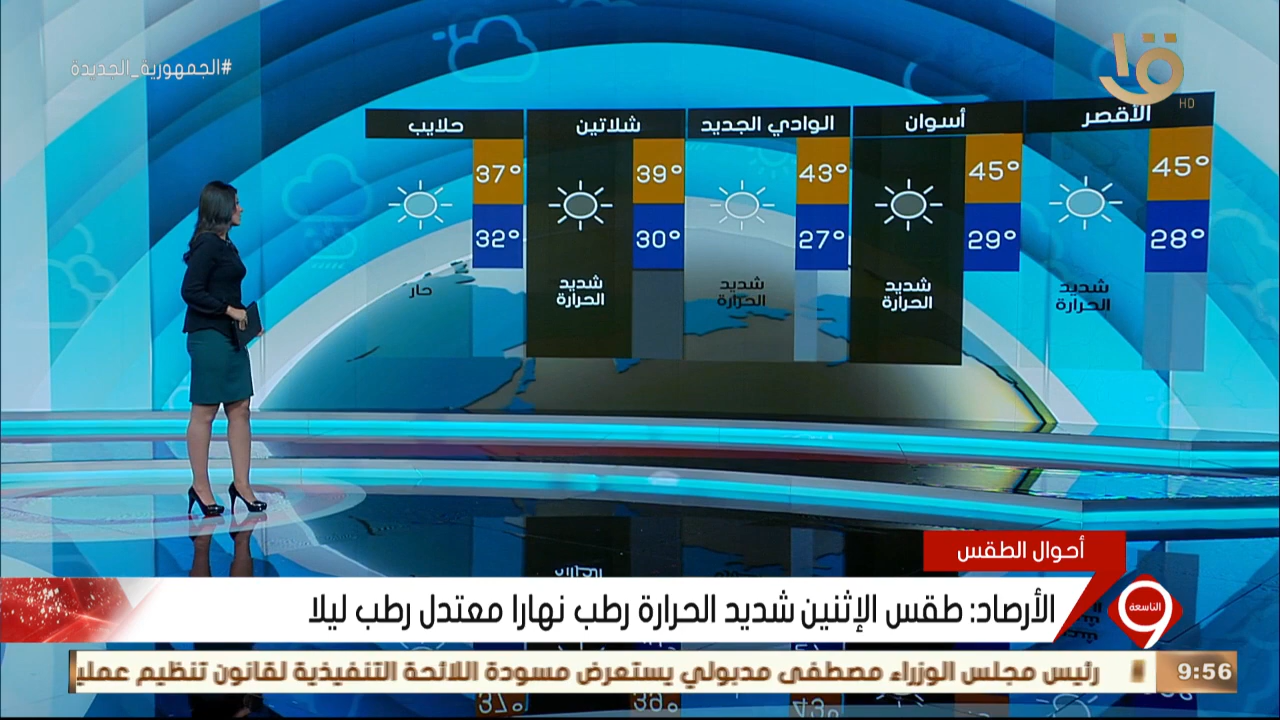 #الجمهورية_الجديدة
HD
الأقصر
أسوان
الوادي الجديد
شلاتين
حلايب
45°
45°
43°
39°
37°
28°
29°
27°
30°
32°
شديد
الحرارة
شديد
الحرارة
شديد
الحرارة
شديد
الحرارة
حار
أحوال الطقس
التاسعة
9
الأرصاد: طقس الإثنين شديد الحرارة رطب نهارا معتدل رطب ليلا
9:56
رئيس مجلس الوزراء مصطفى مدبولي يستعرض مسودة اللائحة التنفيذية لقانون تنظيم